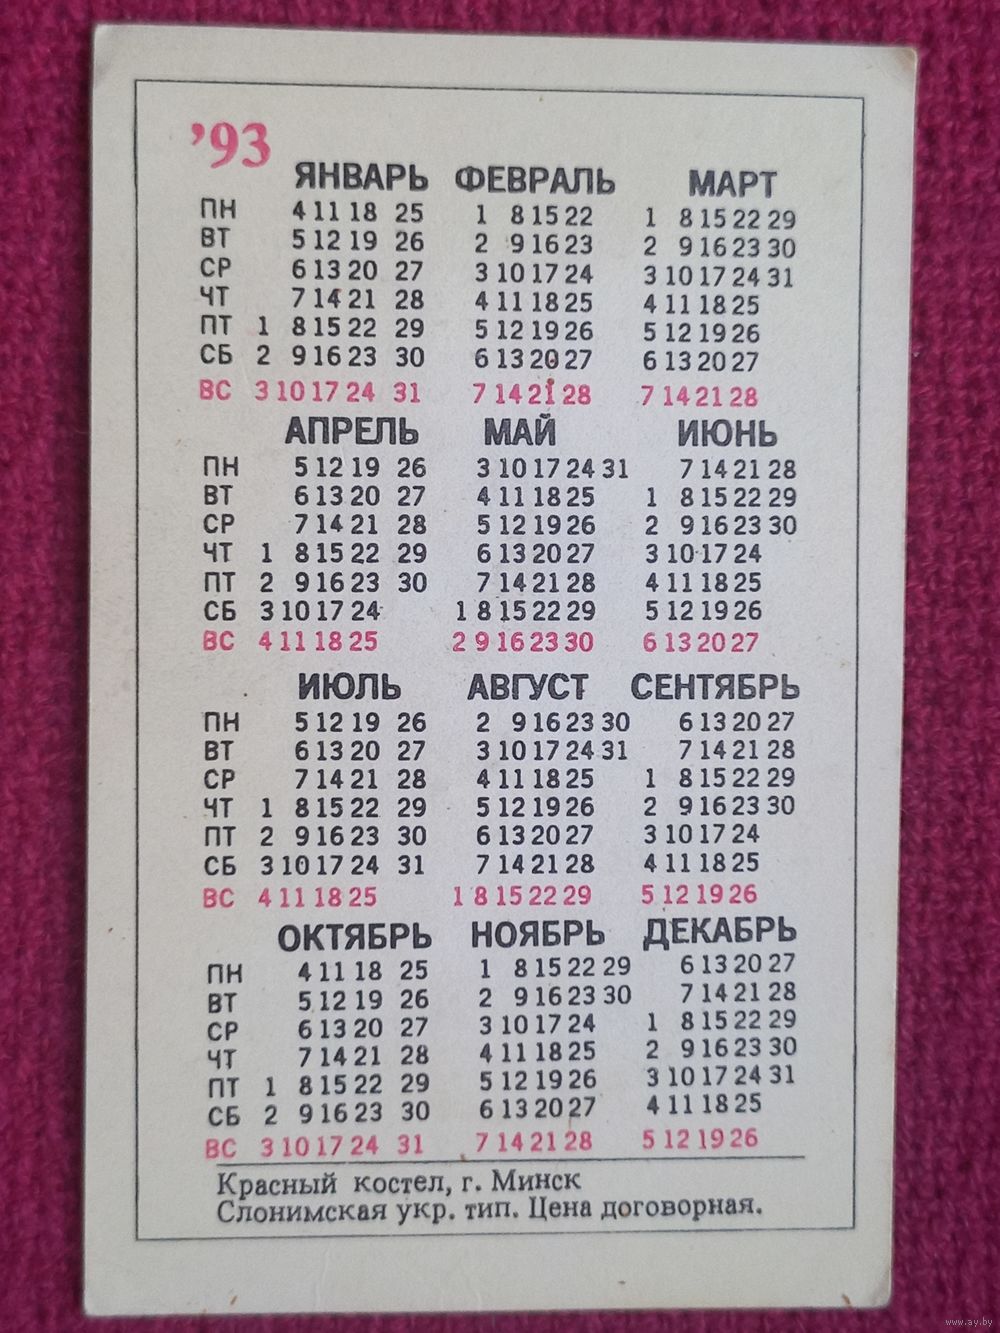 ’93
ЯНВАРЬ ФЕВРАЛЬ МАРТ
ПН 4 11 18 25 1 8 15 22 1 8 15 22 29
ВТ 5 12 19 26 2 9 16 23 2 9 16 23 30
СР 6 13 20 27 3 10 17 24 3 10 17 24 31
ЧТ 7 14 21 28 4 11 18 25 4 11 18 25
ПТ 1 8 15 22 29 5 12 19 26 5 12 19 26
СБ 2 9 16 23 30 6 13 20 27 6 13 20 27
ВС 3 10 17 24 31 7 14 21 28 7 14 21 28
АПРЕЛЬ МАЙ ИЮНЬ
ПН 5 12 19 26 3 10 17 24 31 7 14 21 28
ВТ 6 13 20 27 4 11 18 25 1 8 15 22 29
СР 7 14 21 28 5 12 19 26 2 9 16 23 30
ЧТ 1 8 15 22 29 6 13 20 27 3 10 17 24
ПТ 2 9 16 23 30 7 14 21 28 4 11 18 25
СБ 3 10 17 24 1 8 15 22 29 5 12 19 26
ВС 4 11 18 25 2 9 16 23 30 6 13 20 27
ИЮЛЬ АВГУСТ СЕНТЯБРЬ
ПН 5 12 19 26 2 9 16 23 30 6 13 20 27
ВТ 6 13 20 27 3 10 17 24 31 7 14 21 28
СР 7 14 21 28 4 11 18 25 1 8 15 22 29
ЧТ 1 8 15 22 29 5 12 19 26 2 9 16 23 30
ПТ 2 9 16 23 30 6 13 20 27 3 10 17 24
СБ 3 10 17 24 31 7 14 21 28 4 11 18 25
ВС 4 11 18 25 1 8 15 22 29 5 12 19 26
ОКТЯБРЬ НОЯБРЬ ДЕКАБРЬ
ПН 4 11 18 25 1 8 15 22 29 6 13 20 27
ВТ 5 12 19 26 2 9 16 23 30 7 14 21 28
СР 6 13 20 27 3 10 17 24 1 8 15 22 29
ЧТ 7 14 21 28 4 11 18 25 2 9 16 23 30
ПТ 1 8 15 22 29 5 12 19 26 3 10 17 24 31
СБ 2 9 16 23 30 6 13 20 27 4 11 18 25
ВС 3 10 17 24 31 7 14 21 28 5 12 19 26
Красный костел, г. Минск
Слонимская укр. тип. Цена договорная.
www.ay.by